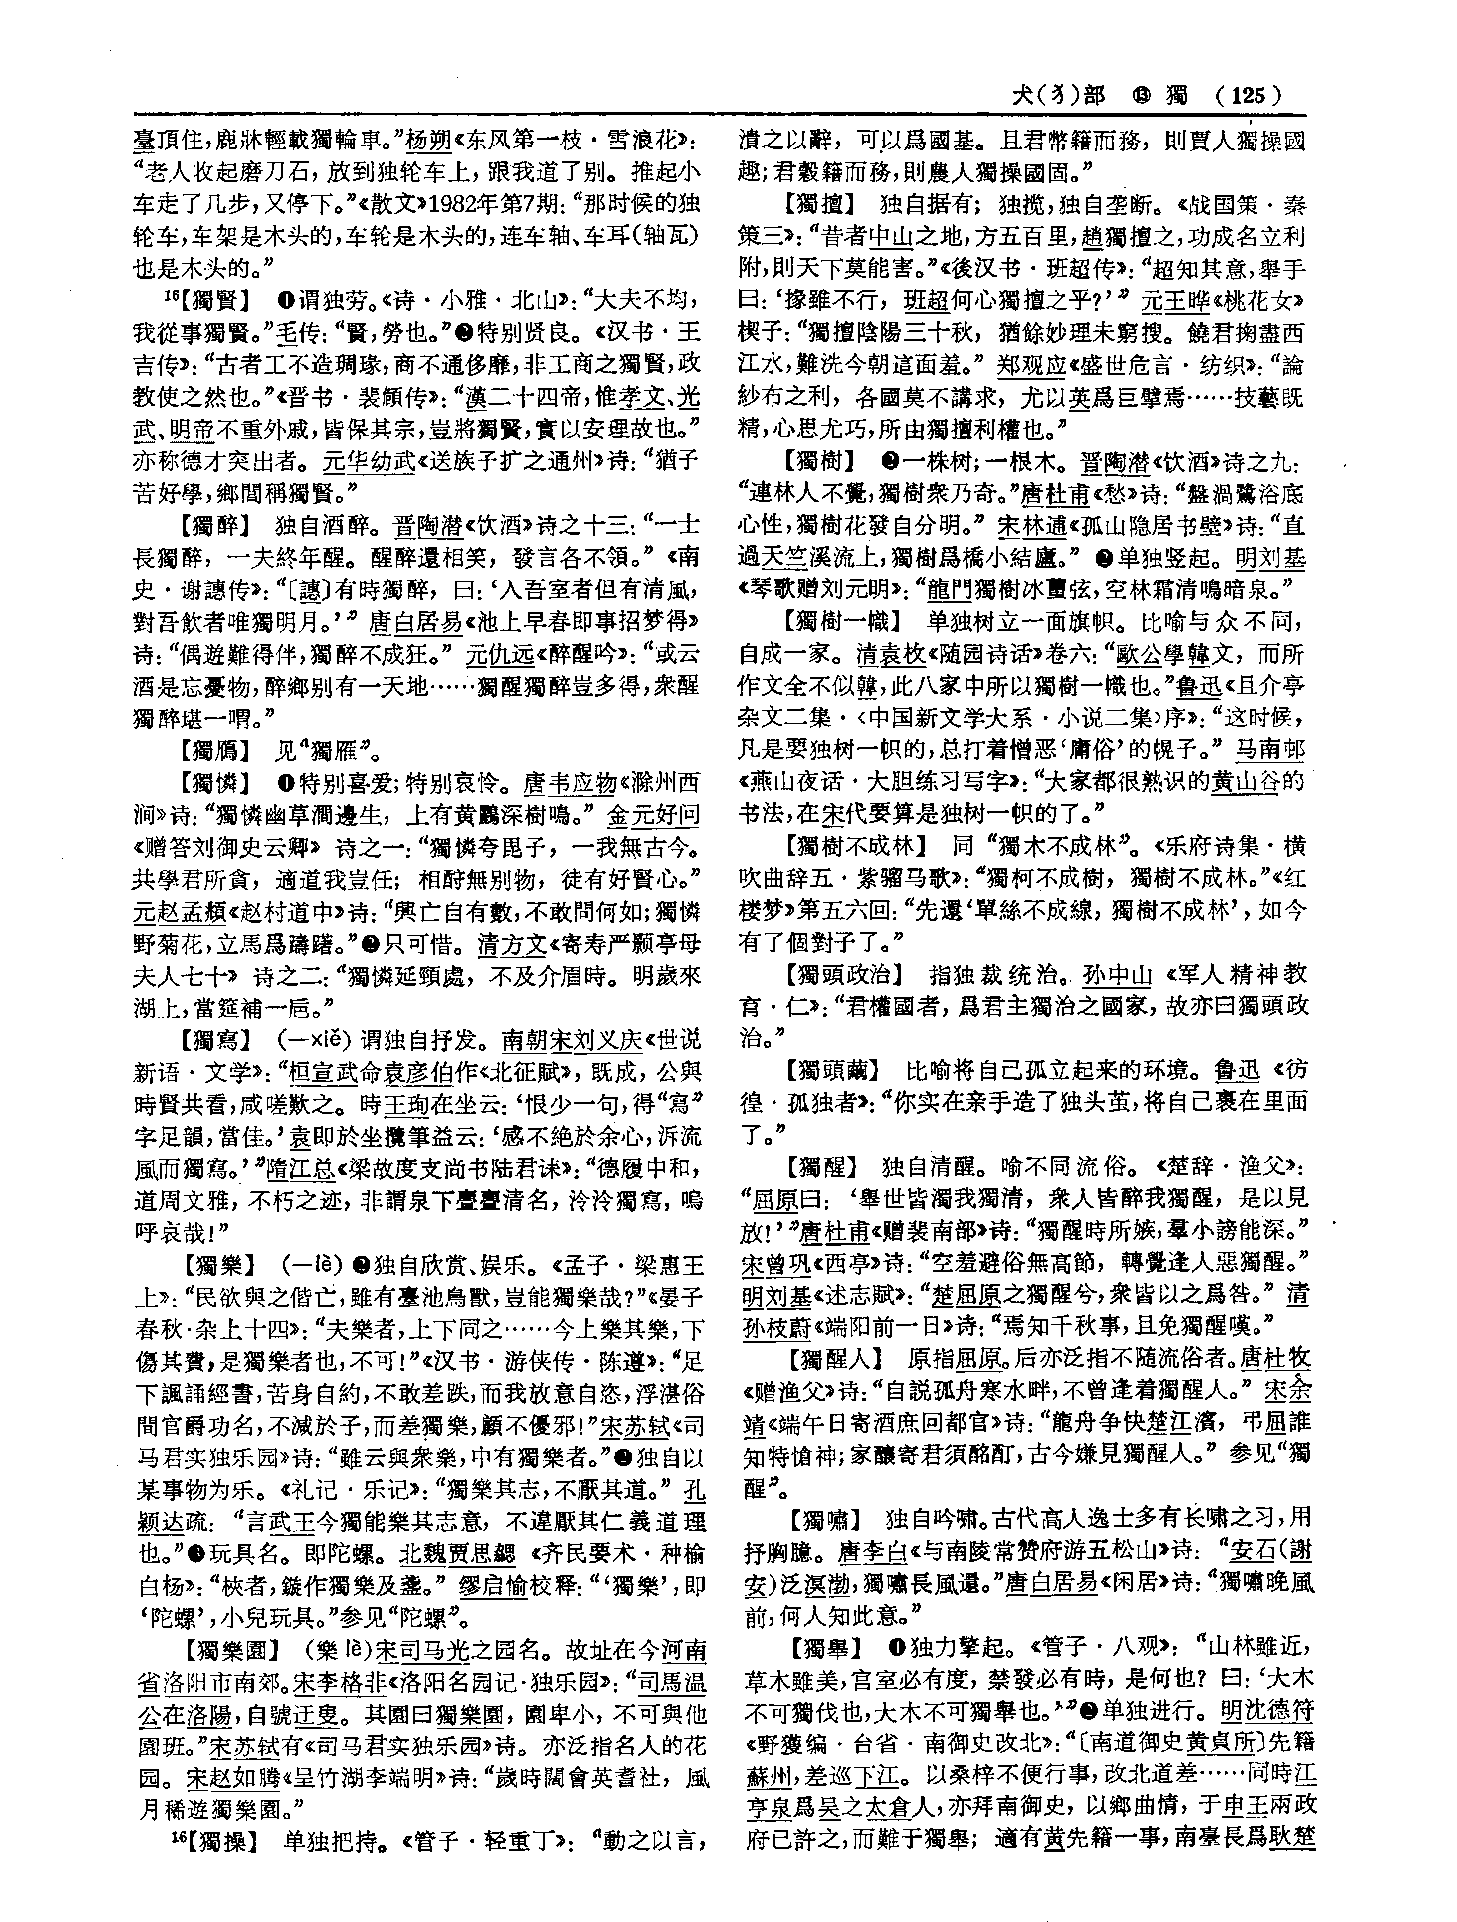 犬(犭)部 ⑬ 獨 (125)
臺頂住,鹿牀輕載獨輪車。”杨朔《东风第一枝·雪浪花》:
“老人收起磨刀石,放到独轮车上,跟我道了别。推起小
车走了几步,又停下。”《散文》1982年第7期:“那时候的独
轮车,车架是木头的,车轮是木头的,连车轴、车耳(轴瓦)
也是木头的。”
16【獨賢】 ❶谓独劳。《诗·小雅·北山》:“大夫不均,
我從事獨賢。”毛传:“賢,勞也。”❷特别贤良。《汉书·王
吉传》:“古者工不造琱瑑,商不通侈靡,非工商之獨賢,政
教使之然也。”《晋书·裴頠传》:“漢二十四帝,惟孝文、光
武、明帝不重外戚,皆保其宗,豈將獨賢,實以安理故也。”
亦称德才突出者。元华幼武《送族子扩之通州》诗:“猶子
苦好學,鄉閭稱獨賢。”
【獨醉】 独自酒醉。晋陶潜《饮酒》诗之十三:“一士
長獨醉,一夫終年醒。醒醉還相笑,發言各不領。”《南
史·谢譓传》:“〔譓〕有時獨醉,曰:‘入吾室者但有清風,
對吾飲者唯獨明月。’”唐白居易《池上早春即事招梦得》
诗:“偶遊難得伴,獨醉不成狂。”元仇远《醉醒吟》:“或云
酒是忘憂物,醉鄉别有一天地……獨醒獨醉豈多得,衆醒
獨醉堪一喟。”
【獨鴈】 见“獨雁”。
【獨憐】 ❶特别喜爱;特别哀怜。唐韦应物《滁州西
涧》诗:“獨憐幽草澗邊生,上有黄鸝深樹鳴。”金元好问
《赠答刘御史云卿》诗之一:“獨憐夸毘子,一我無古今。
共學君所貪,適道我豈任;相酧無别物,徒有好賢心。”
元赵孟頫《赵村道中》诗:“興亡自有數,不敢問何如;獨憐
野菊花,立馬爲躊躇。”❷只可惜。清方文《寄寿严颢亭母
夫人七十》诗之二:“獨憐延頸處,不及介眉時。明歲來
湖上,當筵補一巵。”
【獨寫】 (—xiě) 谓独自抒发。南朝宋刘义庆《世说
新语·文学》:“桓宣武命袁彦伯作《北征賦》,既成,公與
時賢共看,咸嗟歎之。時王珣在坐云:‘恨少一句,得“寫”
字足韻,當佳。’袁即於坐攬筆益云:‘感不絶於余心,泝流
風而獨寫。’”隋江总《梁故度支尚书陆君诔》:“德履中和,
道周文雅,不朽之迹,非謂泉下亹亹清名,泠泠獨寫,嗚
呼哀哉!”
【獨樂】 (—lè) ❶独自欣赏、娱乐。《孟子·梁惠王
上》:“民欲與之偕亡,雖有臺池鳥獸,豈能獨樂哉?”《晏子
春秋·杂上十四》:“夫樂者,上下同之……今上樂其樂,下
傷其費,是獨樂者也,不可!”《汉书·游侠传·陈遵》:“足
下諷誦經書,苦身自約,不敢差跌,而我放意自恣,浮湛俗
間官爵功名,不減於子,而差獨樂,顧不優邪!”宋苏轼《司
马君实独乐园》诗:“雖云與衆樂,中有獨樂者。”❷独自以
某事物为乐。《礼记·乐记》:“獨樂其志,不厭其道。”孔
颖达疏:“言武王今獨能樂其志意,不違厭其仁義道理
也。”❸玩具名。即陀螺。北魏贾思勰《齐民要术·种榆
白杨》:“梜者,鏇作獨樂及盞。”缪启愉校释:“‘獨樂’,即
‘陀螺’,小兒玩具。”参见“陀螺”。
【獨樂園】 (樂 lè)宋司马光之园名。故址在今河南
省洛阳市南郊。宋李格非《洛阳名园记·独乐园》:“司馬温
公在洛陽,自號迂叟。其園曰獨樂園,園卑小,不可與他
園班。”宋苏轼有《司马君实独乐园》诗。亦泛指名人的花
园。宋赵如腾《呈竹湖李端明》诗:“歲時闊會英耆社,風
月稀遊獨樂園。”
16【獨操】 单独把持。《管子·轻重丁》:“動之以言,
潰之以辭,可以爲國基。且君幣籍而務,則賈人獨操國
趣;君穀籍而務,則農人獨操國固。”
【獨擅】 独自据有;独揽,独自垄断。《战国策·秦
策三》:“昔者中山之地,方五百里,趙獨擅之,功成名立利
附,則天下莫能害。”《後汉书·班超传》:“超知其意,舉手
曰:‘掾雖不行,班超何心獨擅之乎?’”元王晔《桃花女》
楔子:“獨擅陰陽三十秋,猶餘妙理未窮搜。饒君掬盡西
江水,難洗今朝這面羞。”郑观应《盛世危言·纺织》:“論
紗布之利,各國莫不講求,尤以英爲巨擘焉……技藝既
精,心思尤巧,所由獨擅利權也。”
【獨樹】 ❶一株树;一根木。晋陶潜《饮酒》诗之九:
“連林人不覺,獨樹衆乃奇。”唐杜甫《愁》诗:“盤渦鷺浴底
心性,獨樹花發自分明。”宋林逋《孤山隐居书壁》诗:“直
過天竺溪流上,獨樹爲橋小結廬。”❷单独竖起。明刘基
《琴歌赠刘元明》:“龍門獨樹冰蠶弦,空林霜清鳴暗泉。”
【獨樹一幟】 单独树立一面旗帜。比喻与众不同,
自成一家。清袁枚《随园诗话》卷六:“歐公學韓文,而所
作文全不似韓,此八家中所以獨樹一幟也。”鲁迅《且介亭
杂文二集·〈中国新文学大系·小说二集〉序》:“这时候,
凡是要独树一帜的,总打着憎恶‘庸俗’的幌子。”马南邨
《燕山夜话·大胆练习写字》:“大家都很熟识的黄山谷的
书法,在宋代要算是独树一帜的了。”
【獨樹不成林】 同“獨木不成林”。《乐府诗集·横
吹曲辞五·紫骝马歌》:“獨柯不成樹,獨樹不成林。”《红
楼梦》第五六回:“先還‘單絲不成線,獨樹不成林’,如今
有了個對子了。”
【獨頭政治】 指独裁统治。孙中山《军人精神教
育·仁》:“君權國者,爲君主獨治之國家,故亦曰獨頭政
治。”
【獨頭繭】 比喻将自己孤立起来的环境。鲁迅《彷
徨·孤独者》:“你实在亲手造了独头茧,将自己裹在里面
了。”
【獨醒】 独自清醒。喻不同流俗。《楚辞·渔父》:
“屈原曰:‘舉世皆濁我獨清,衆人皆醉我獨醒,是以見
放!’”唐杜甫《赠裴南部》诗:“獨醒時所嫉,羣小謗能深。”
宋曾巩《西亭》诗:“空羞避俗無高節,轉覺逢人惡獨醒。”
明刘基《述志賦》:“楚屈原之獨醒兮,衆皆以之爲咎。”清
孙枝蔚《端阳前一日》诗:“焉知千秋事,且免獨醒嘆。”
【獨醒人】 原指屈原。后亦泛指不随流俗者。唐杜牧
《赠渔父》诗:“自説孤舟寒水畔,不曾逢着獨醒人。”宋余
靖《端午日寄酒庶回都官》诗:“龍舟争快楚江濱,弔屈誰
知特愴神;家釀寄君須酩酊,古今嫌見獨醒人。”参见“獨
醒”。
【獨嘯】 独自吟啸。古代高人逸士多有长啸之习,用
抒胸臆。唐李白《与南陵常赞府游五松山》诗:“安石(謝
安)泛溟渤,獨嘯長風還。”唐白居易《闲居》诗:“獨嘯晚風
前,何人知此意。”
【獨舉】 ❶独力擎起。《管子·八观》:“山林雖近,
草木雖美,宫室必有度,禁發必有時,是何也?曰:‘大木
不可獨伐也,大木不可獨舉也。’”❷单独进行。明沈德符
《野獲编·台省·南御史改北》:“〔南道御史黄貞所〕先籍
蘇州,差巡下江。以桑梓不便行事,改北道差……同時江
亨泉爲吴之太倉人,亦拜南御史,以鄉曲情,于申王兩政
府已許之,而難于獨舉;適有黄先籍一事,南臺長爲耿楚